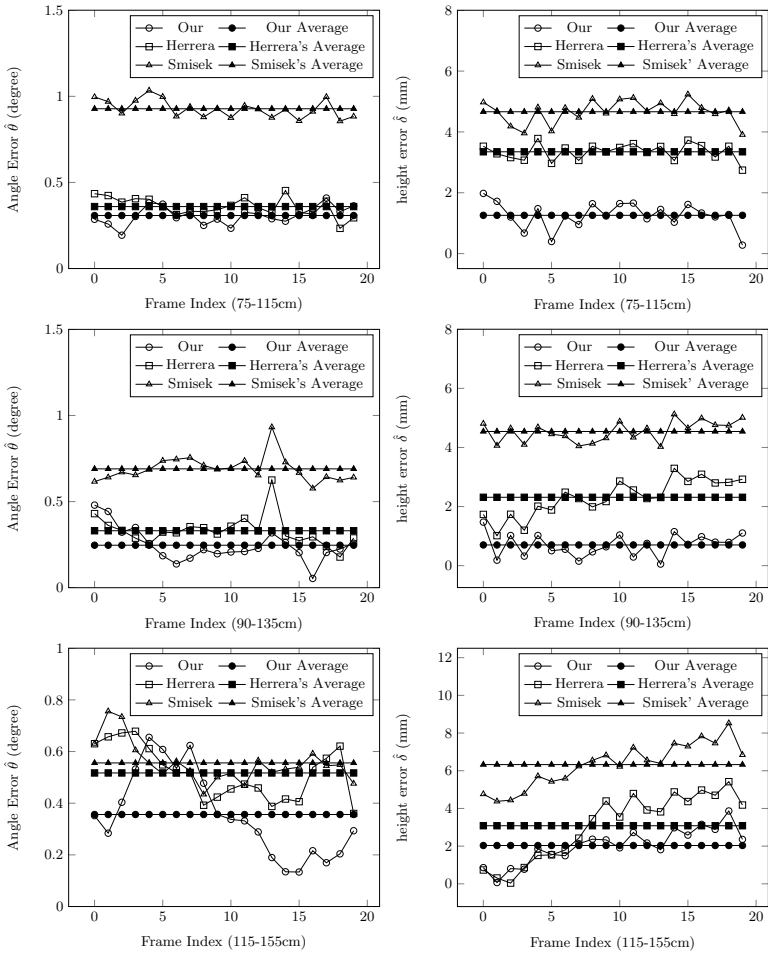 1.5
1
0.5
0
Angle Error θ̂ (degree)
Our Our Average
Herrera Herrera's Average
Smisek Smisek's Average
0 5 10 15 20
Frame Index (75-115cm)
8
6
4
2
0
height error δ̂ (mm)
Our Our Average
Herrera Herrera's Average
Smisek Smisek' Average
0 5 10 15 20
Frame Index (75-115cm)
1.5
1
0.5
0
Angle Error θ̂ (degree)
Our Our Average
Herrera Herrera's Average
Smisek Smisek's Average
0 5 10 15 20
Frame Index (90-135cm)
8
6
4
2
0
height error δ̂ (mm)
Our Our Average
Herrera Herrera's Average
Smisek Smisek' Average
0 5 10 15 20
Frame Index (90-135cm)
1
0.8
0.6
0.4
0.2
0
Angle Error θ̂ (degree)
Our Our Average
Herrera Herrera's Average
Smisek Smisek's Average
0 5 10 15 20
Frame Index (115-155cm)
12
10
8
6
4
2
0
height error δ̂ (mm)
Our Our Average
Herrera Herrera's Average
Smisek Smisek' Average
0 5 10 15 20
Frame Index (115-155cm)